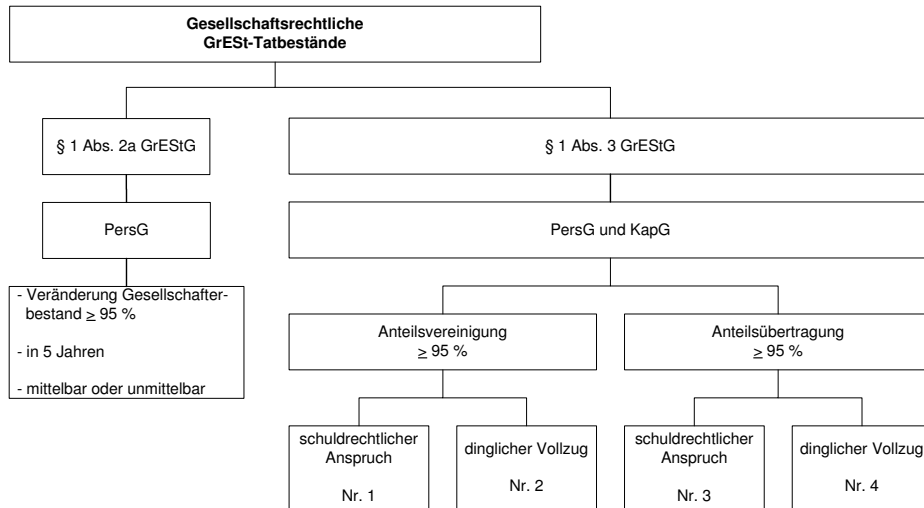 Gesellschaftsrechtliche
GrESt-Tatbestände
§ 1 Abs. 2a GrEStG
§ 1 Abs. 3 GrEStG
PersG
PersG und KapG
- Veränderung Gesellschafter-
bestand ≥ 95 %
- in 5 Jahren
- mittelbar oder unmittelbar
Anteilsvereinigung
≥ 95 %
Anteilsübertragung
≥ 95 %
schuldrechtlicher
Anspruch
Nr. 1
dinglicher Vollzug
Nr. 2
schuldrechtlicher
Anspruch
Nr. 3
dinglicher Vollzug
Nr. 4